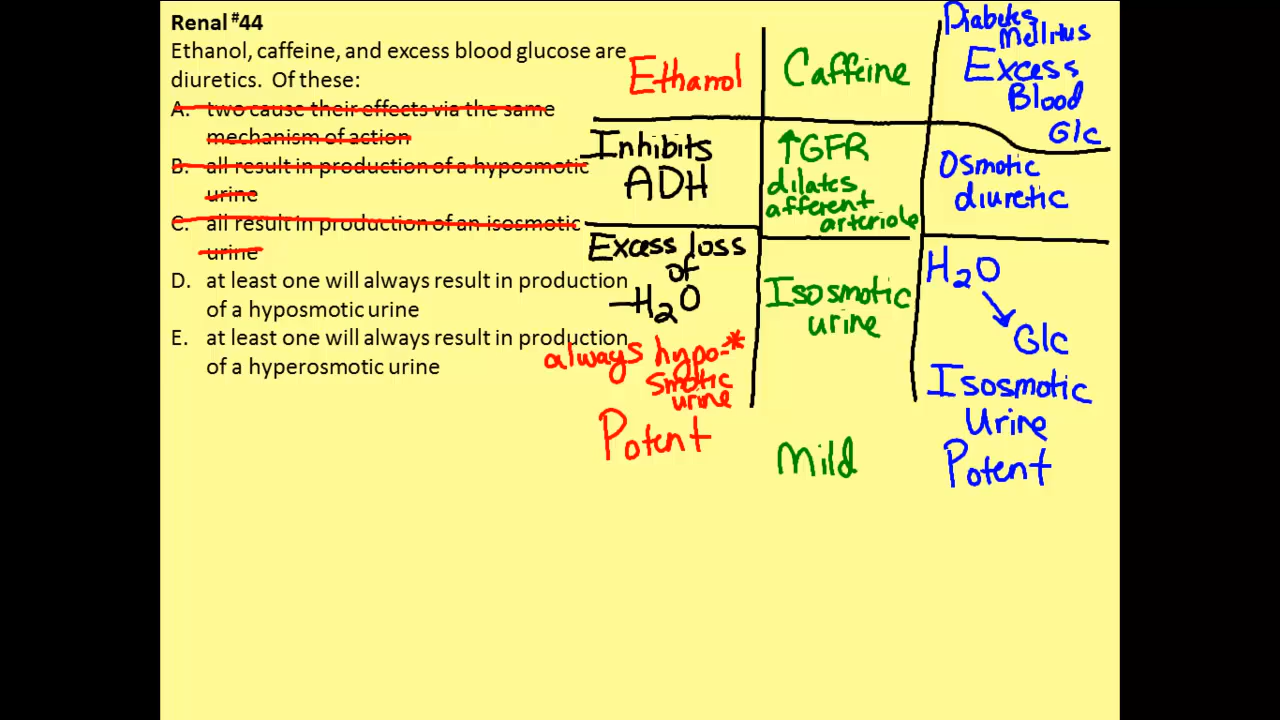 Renal #44
Ethanol, caffeine, and excess blood glucose are
diuretics. Of these:
A. two cause their effects via the same
mechanism of action
B. all result in production of a hyposmotic
urine
C. all result in production of an isosmotic
urine
D. at least one will always result in production
of a hyposmotic urine
E. at least one will always result in production
of a hyperosmotic urine
Ethanol
Inhibits
ADH
Excess loss
of
H2O
always hypo-*
smotic
urine
Potent
Caffeine
↑GFR
dilates
afferent
arteriole
Isosmotic
urine
Mild
Diabetes
Mellitus
Excess
Blood
Glc
Osmotic
diuretic
H2O
Glc
Isosmotic
Urine
Potent